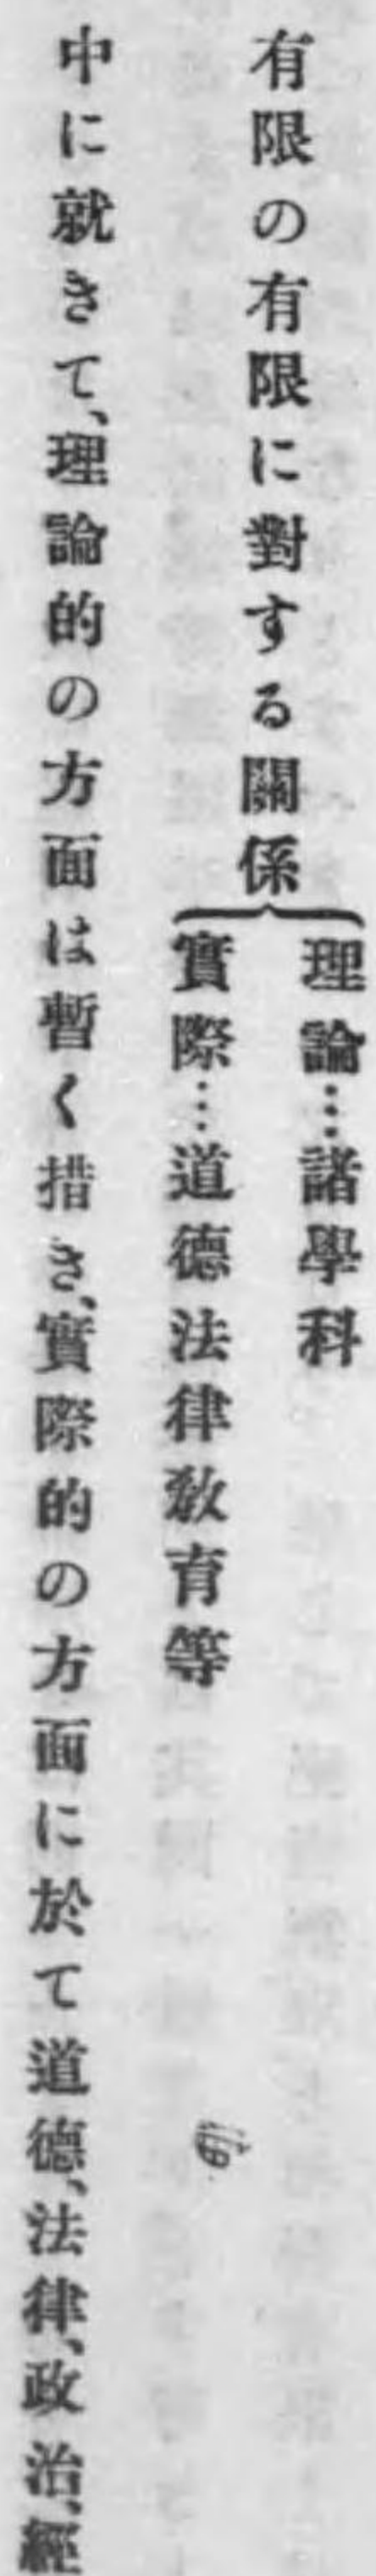 有限の有限に對する關係
理論…諸學科
實際…道德法律敎育等
中に就きて、理論的の方面は暫く措き、實際的の方面に於て道德、法律、政治、經